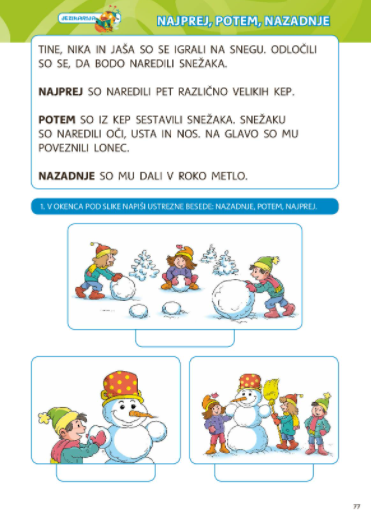 JEZIKANIJA
NAJPREJ, POTEM, NAZADNJE
TINE, NIKA IN JAŠA SO SE IGRALI NA SNEGU. ODLOČILI
SO SE, DA BODO NAREDILI SNEŽAKA.
NAJPREJ SO NAREDILI PET RAZLIČNO VELIKIH KEP.
POTEM SO IZ KEP SESTAVILI SNEŽAKA. SNEŽAKU
SO NAREDILI OČI, USTA IN NOS. NA GLAVO SO MU
POVEZNILI LONEC.
NAZADNJE SO MU DALI V ROKO METLO.
1. V OKENCA POD SLIKE NAPIŠI USTREZNE BESEDE: NAZADNJE, POTEM, NAJPREJ.
77